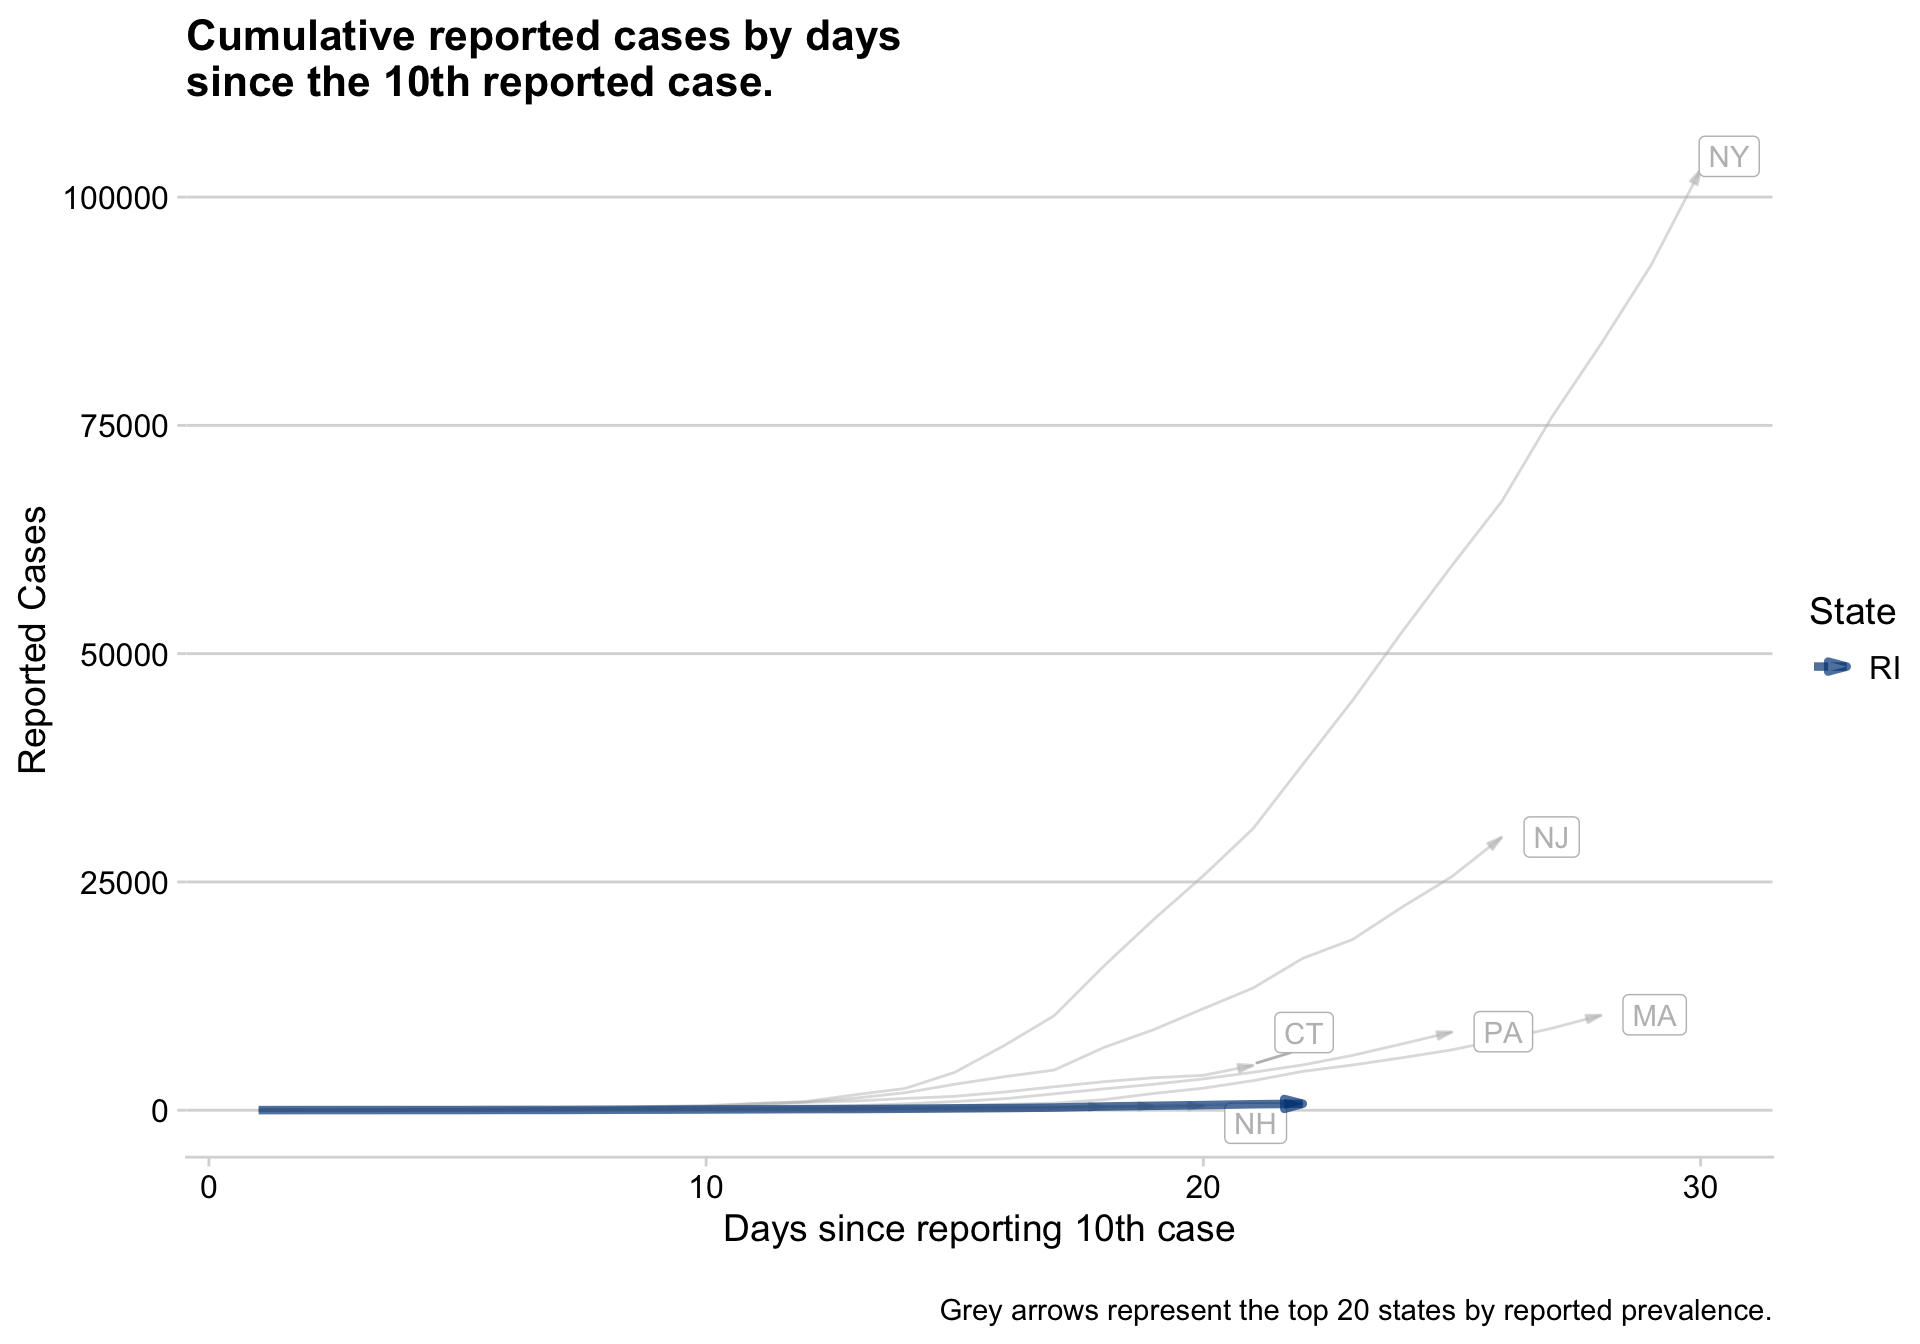 Cumulative reported cases by days
since the 10th reported case.
100000
75000
50000
25000
0
Reported Cases
NY
NJ
MA
PA
CT
NH
0 10 20 30
Days since reporting 10th case
State
RI
Grey arrows represent the top 20 states by reported prevalence.